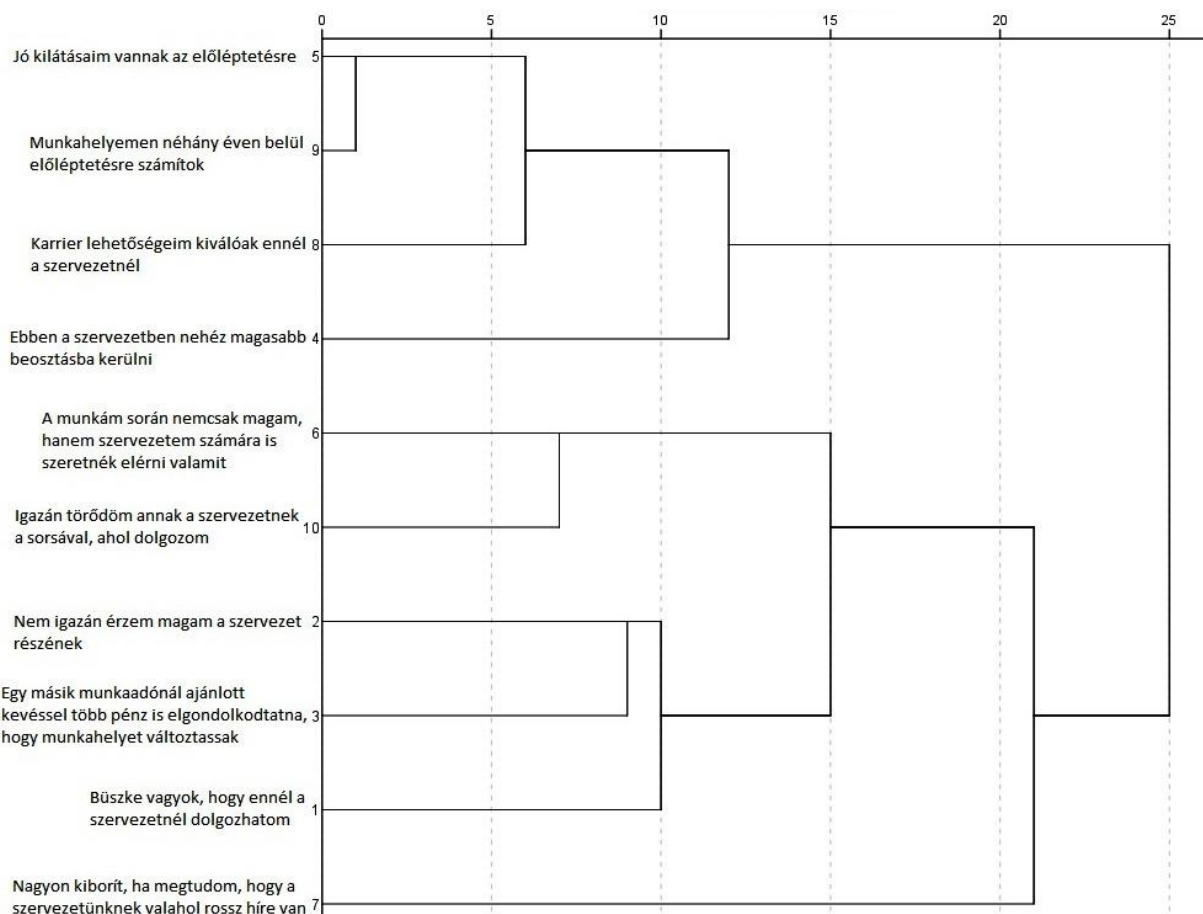 0 5 10 15 20 25
Jó kilátásaim vannak az előléptetésre 5
Munkahelyemen néhány éven belül
előléptetésre számítok
9
Karrier lehetőségeim kiválóak ennél
a szervezetnél
8
Ebben a szervezetben nehéz magasabb
beosztásba kerülni
4
A munkám során nemcsak magam,
hanem szervezetem számára is
szeretnék elérni valamit
6
Igazán törődöm annak a szervezetnek
a sorsával, ahol dolgozom
10
Nem igazán érzem magam a szervezet
részének
2
Egy másik munkaadónál ajánlott
kevéssel több pénz is elgondolkodtatna,
hogy munkahelyet változtassak
3
Büszke vagyok, hogy ennél a
szervezetnél dolgozhatom
1
Nagyon kiborít, ha megtudom, hogy a
szervezetünknek valahol rossz híre van
7